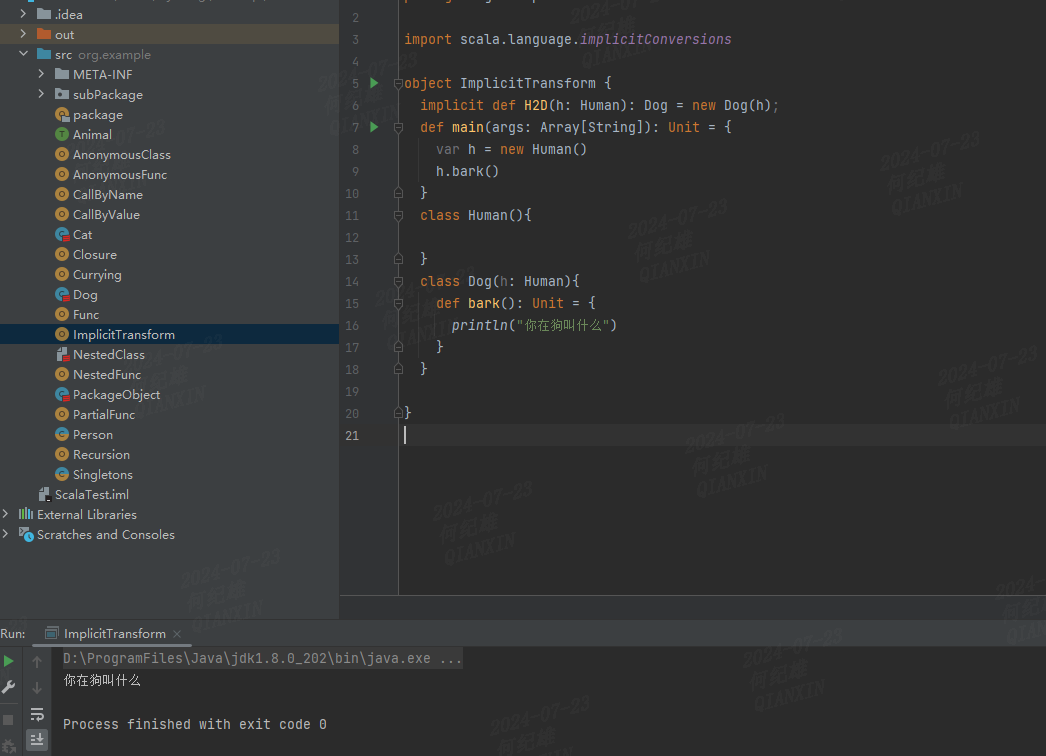 .idea
out
src org.example
META-INF
subPackage
package
Animal
AnonymousClass
AnonymousFunc
CallByName
CallByValue
Cat
Closure
Currying
Dog
Func
ImplicitTransform
NestedClass
NestedFunc
PackageObject
PartialFunc
Person
Recursion
Singletons
ScalaTest.iml
External Libraries
Scratches and Consoles
2
3 import scala.language.implicitConversions
4
5 object ImplicitTransform {
6 implicit def H2D(h: Human): Dog = new Dog(h);
7 def main(args: Array[String]): Unit = {
8 var h = new Human()
9 h.bark()
10 }
11 class Human(){
12
13 }
14 class Dog(h: Human){
15 def bark(): Unit = {
16 println("你在狗叫什么")
17 }
18 }
19
20 }
21
Run: ImplicitTransform
D:\ProgramFiles\Java\jdk1.8.0_202\bin\java.exe ...
你在狗叫什么
Process finished with exit code 0
2024-07-23
何纪雄
QIANXIN